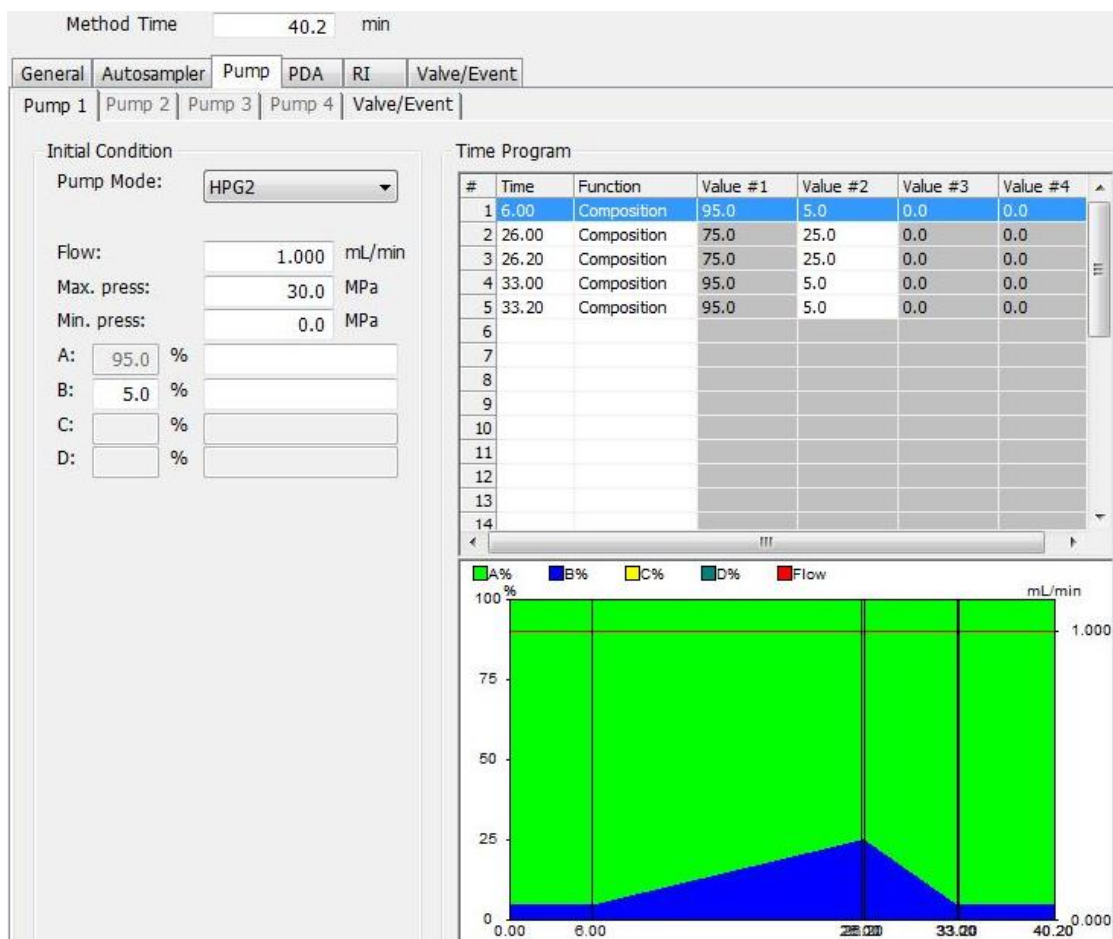 Method Time 40.2 min
General Autosampler Pump PDA RI Valve/Event
Pump 1 Pump 2 Pump 3 Pump 4 Valve/Event
Initial Condition
Pump Mode: HPG2
Flow: 1.000 mL/min
Max. press: 30.0 MPa
Min. press: 0.0 MPa
A: 95.0 %
B: 5.0 %
C: %
D: %
Time Program
# Time Function Value #1 Value #2 Value #3 Value #4
1 6.00 Composition 95.0 5.0 0.0 0.0
2 26.00 Composition 75.0 25.0 0.0 0.0
3 26.20 Composition 75.0 25.0 0.0 0.0
4 33.00 Composition 95.0 5.0 0.0 0.0
5 33.20 Composition 95.0 5.0 0.0 0.0
6
7
8
9
10
11
12
13
14
A% B% C% D% Flow
100 % mL/min
1.000
75
50
25
0 0.000
0.00 6.00 40.20